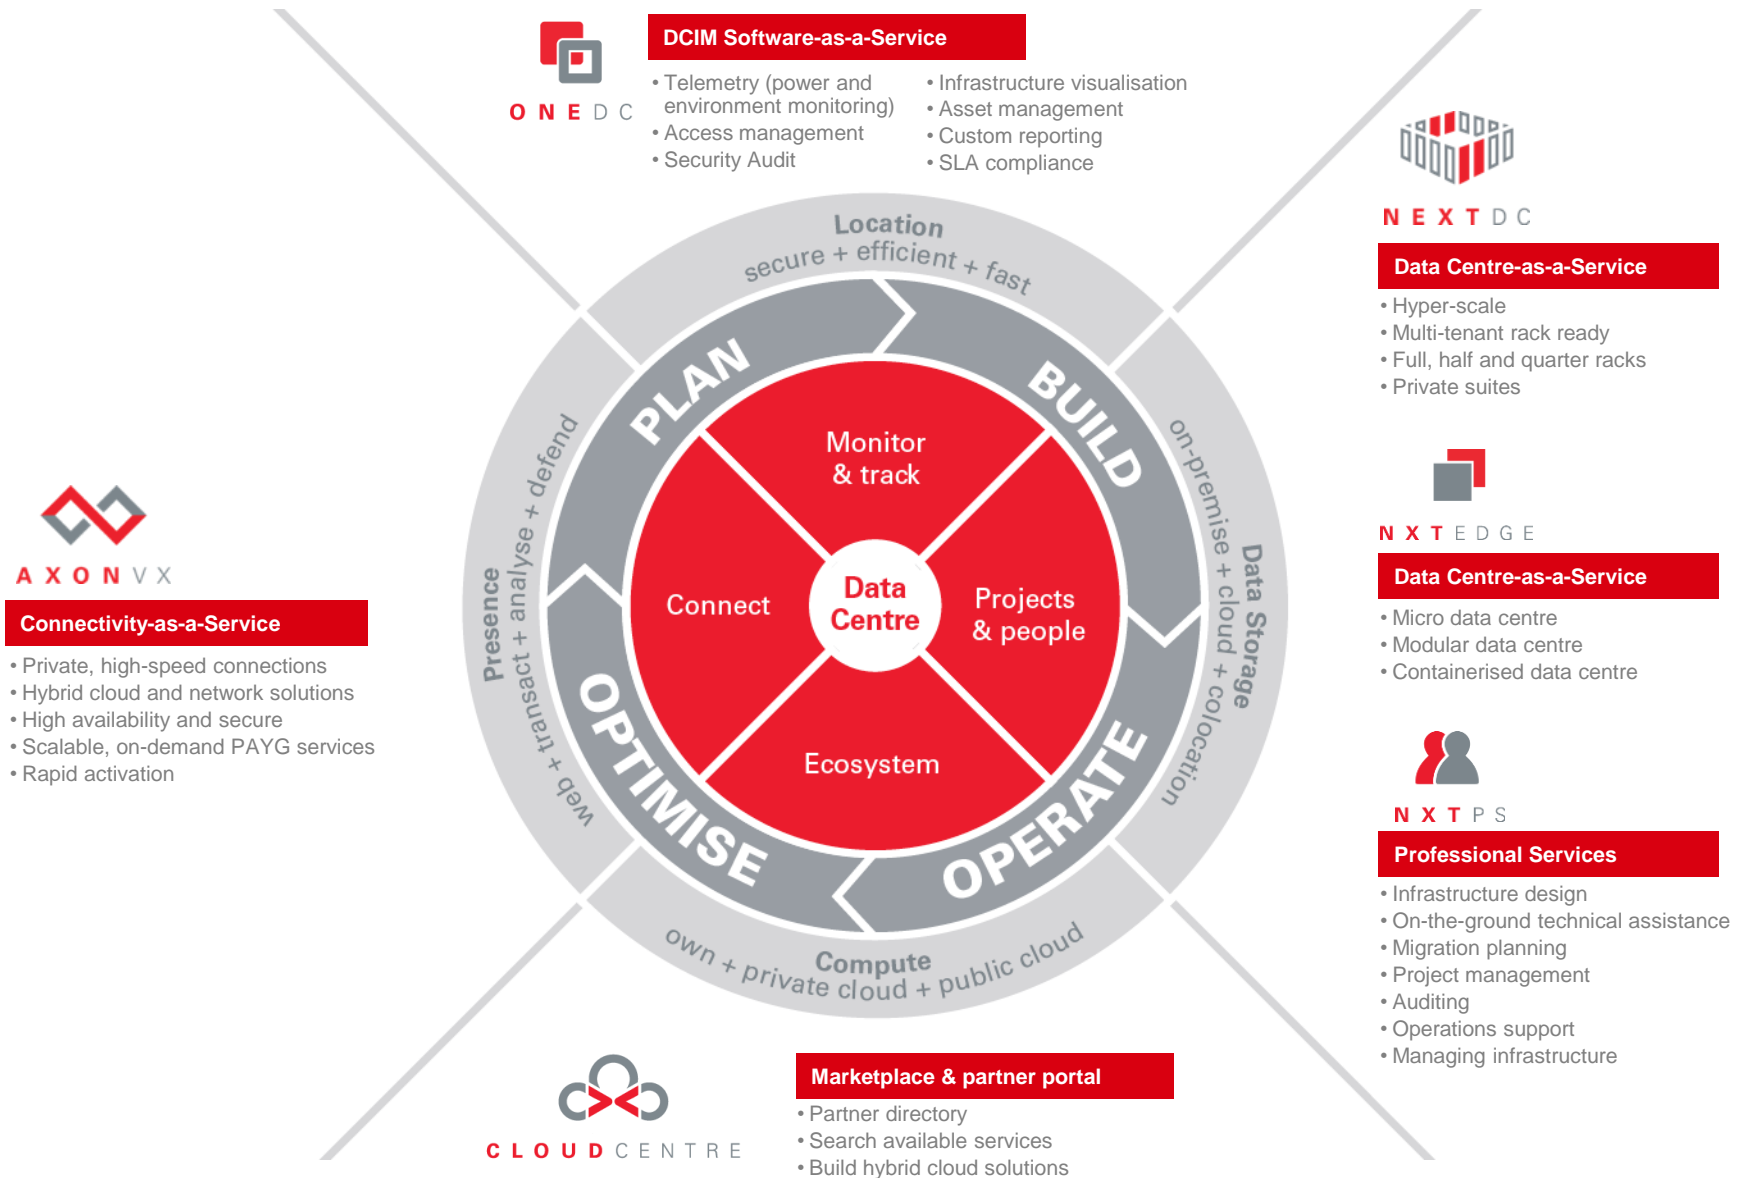 ONEDC
DCIM Software-as-a-Service
• Telemetry (power and
environment monitoring)
• Access management
• Security Audit
• Infrastructure visualisation
• Asset management
• Custom reporting
• SLA compliance
NEXTDC
Data Centre-as-a-Service
• Hyper-scale
• Multi-tenant rack ready
• Full, half and quarter racks
• Private suites
NXTEDGE
Data Centre-as-a-Service
• Micro data centre
• Modular data centre
• Containerised data centre
NXTPS
Professional Services
• Infrastructure design
• On-the-ground technical assistance
• Migration planning
• Project management
• Auditing
• Operations support
• Managing infrastructure
AXONVX
Connectivity-as-a-Service
• Private, high-speed connections
• Hybrid cloud and network solutions
• High availability and secure
• Scalable, on-demand PAYG services
• Rapid activation
Location
secure + efficient + fast
Data Storage
on-premise + cloud + colocation
Compute
own + private cloud + public cloud
Presence
web + transact + analyse + defend
PLAN
BUILD
OPERATE
OPTIMISE
Monitor
& track
Projects
& people
Ecosystem
Connect
Data
Centre
CLOUDCENTRE
Marketplace & partner portal
• Partner directory
• Search available services
• Build hybrid cloud solutions